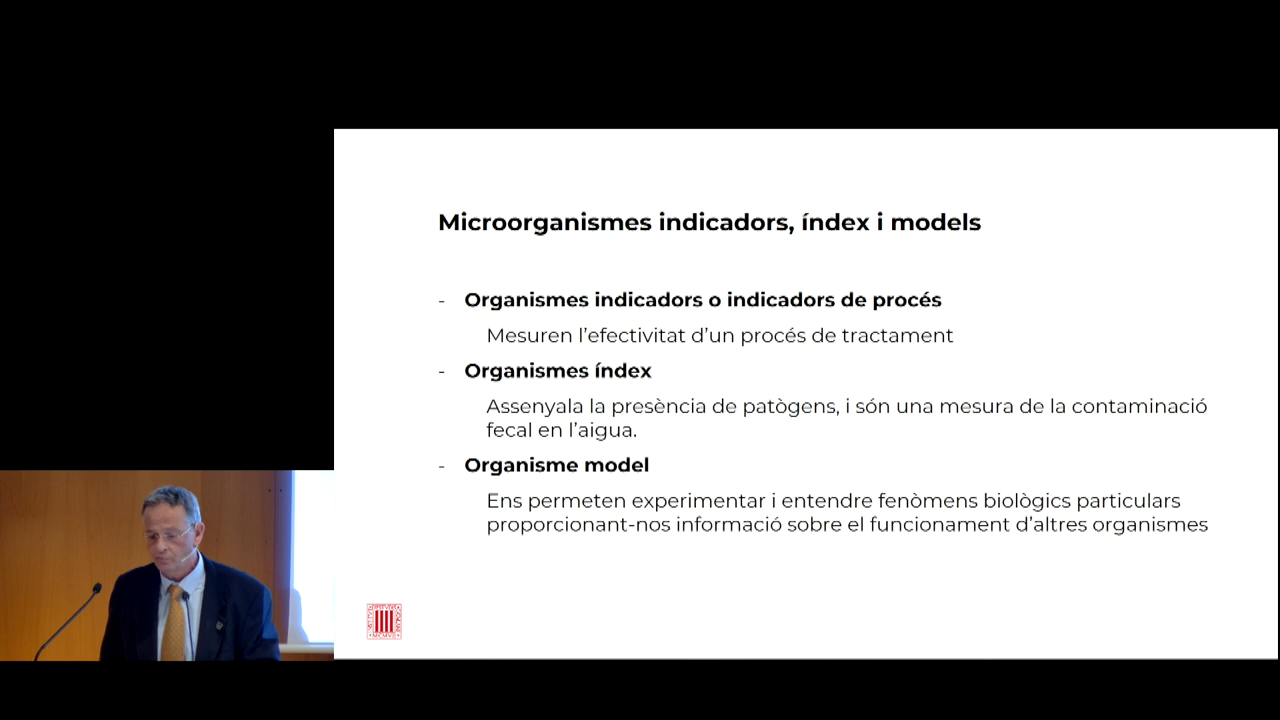 Microorganismes indicadors, índex i models
- Organismes indicadors o indicadors de procés
Mesuren l'efectivitat d'un procés de tractament
- Organismes índex
Assenyala la presència de patògens, i són una mesura de la contaminació
fecal en l'aigua.
- Organisme model
Ens permeten experimentar i entendre fenòmens biològics particulars
proporcionant-nos informació sobre el funcionament d'altres organismes